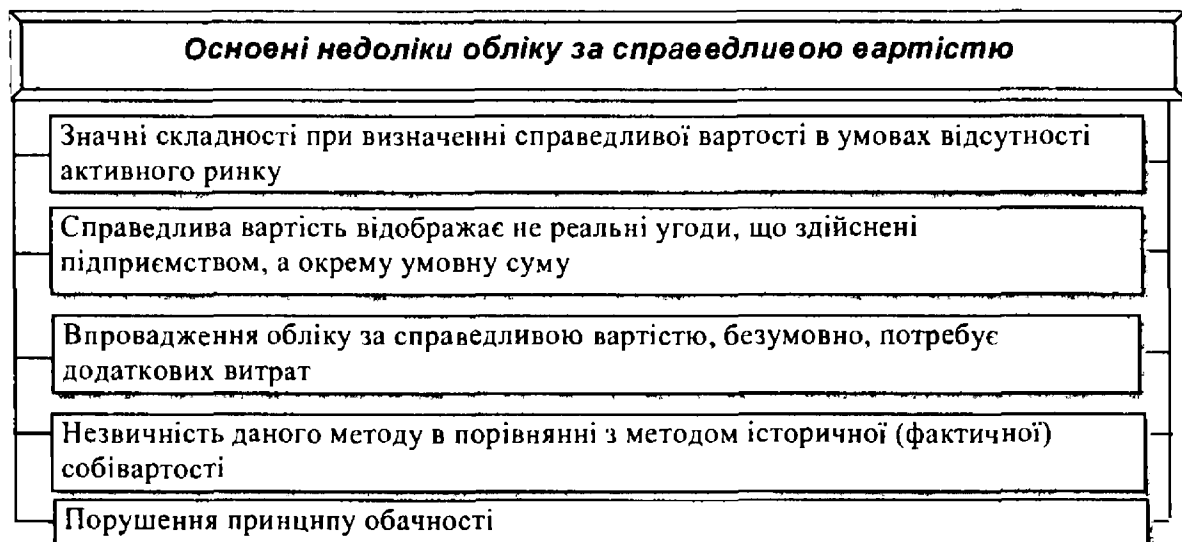 Основні недоліки обліку за справедливою вартістю
Значні складності при визначенні справедливої вартості в умовах відсутності
активного ринку
Справедлива вартість відображає не реальні угоди, що здійснені
підприємством, а окрему умовну суму
Впровадження обліку за справедливою вартістю, безумовно, потребує
додаткових витрат
Незвичність даного методу в порівнянні з методом історичної (фактичної)
собівартості
Порушення принципу обачності